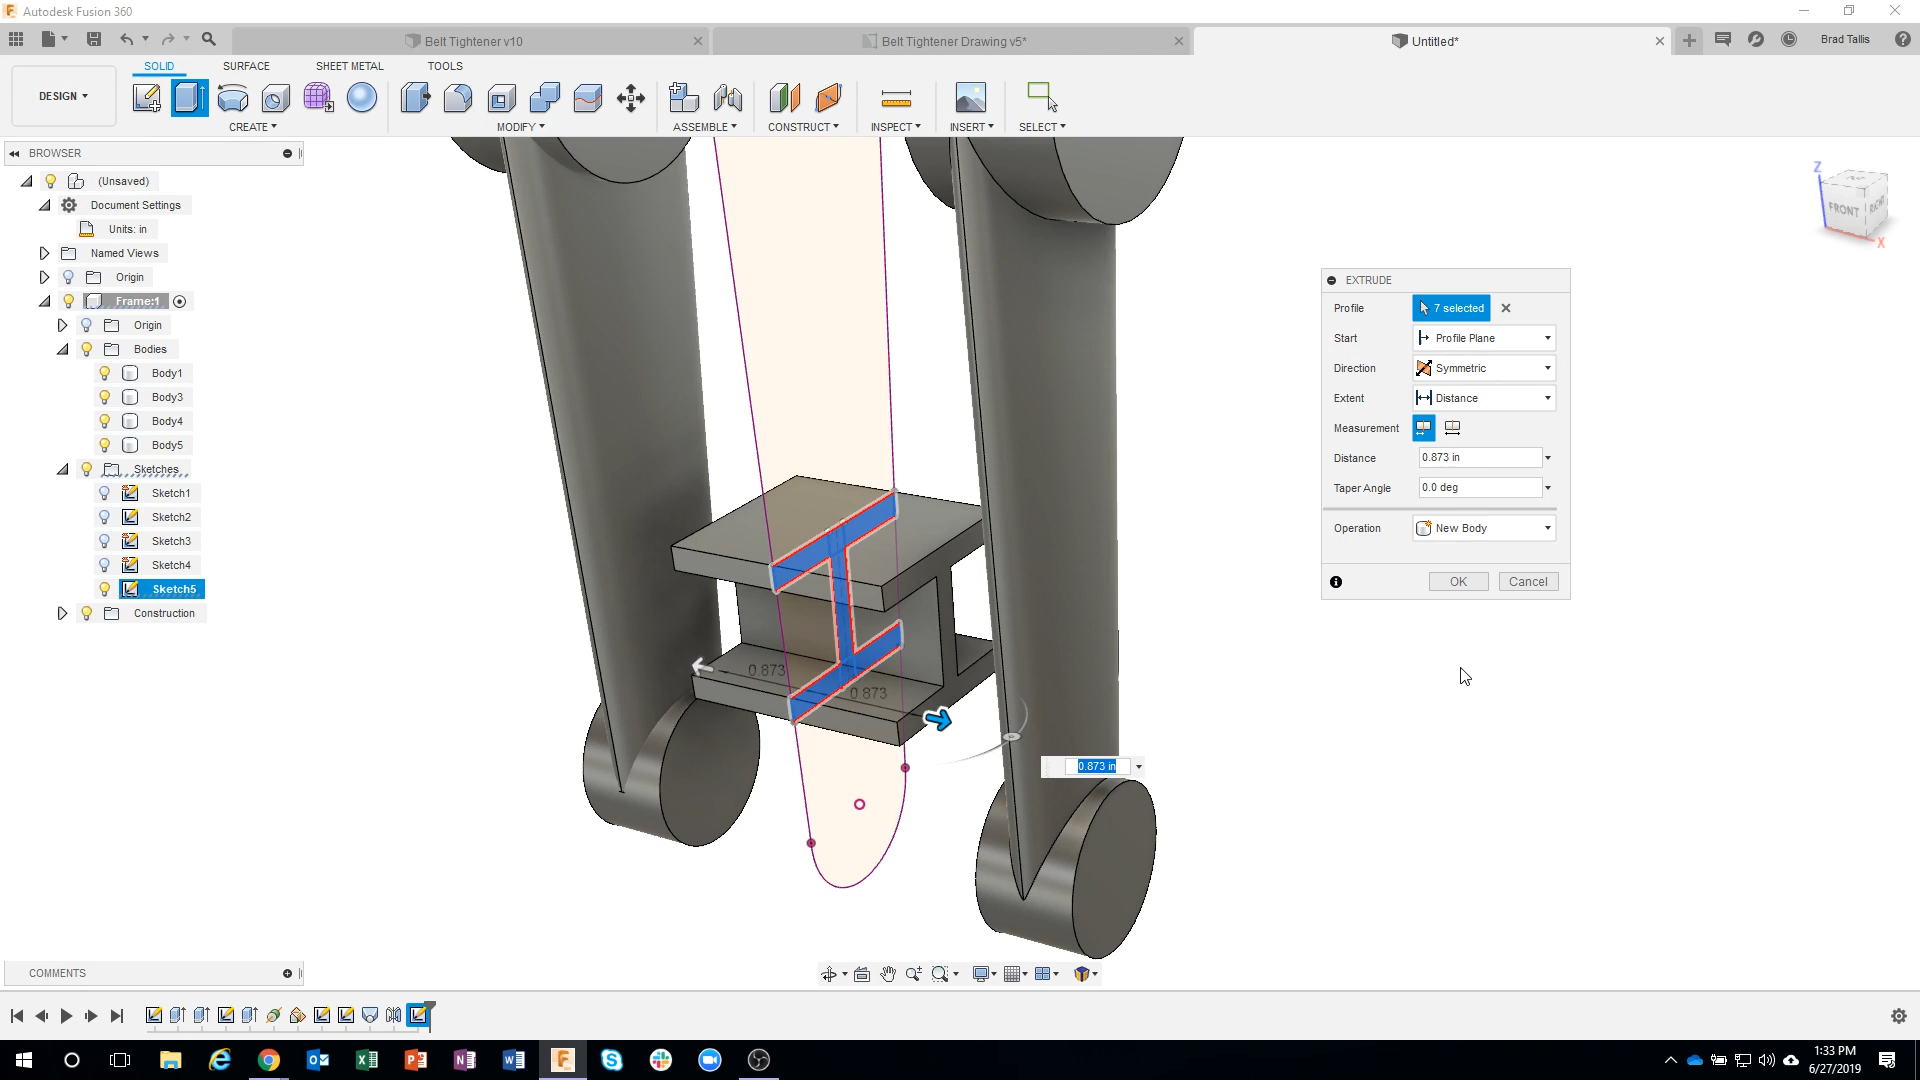 Autodesk Fusion 360
Belt Tightener v10
Belt Tightener Drawing v5*
Untitled*
Brad Tallis
DESIGN
SOLID
SURFACE
SHEET METAL
TOOLS
CREATE
MODIFY
ASSEMBLE
CONSTRUCT
INSPECT
INSERT
SELECT
BROWSER
(Unsaved)
Document Settings
Units: in
Named Views
Origin
Frame:1
Origin
Bodies
Body1
Body3
Body4
Body5
Sketches
Sketch1
Sketch2
Sketch3
Sketch4
Sketch5
Construction
Z
FRONT
RIGHT
X
EXTRUDE
Profile 7 selected
Start Profile Plane
Direction Symmetric
Extent Distance
Measurement
Distance 0.873 in
Taper Angle 0.0 deg
Operation New Body
OK Cancel
0.873
0.873
0.873 in
COMMENTS
1:33 PM
6/27/2019